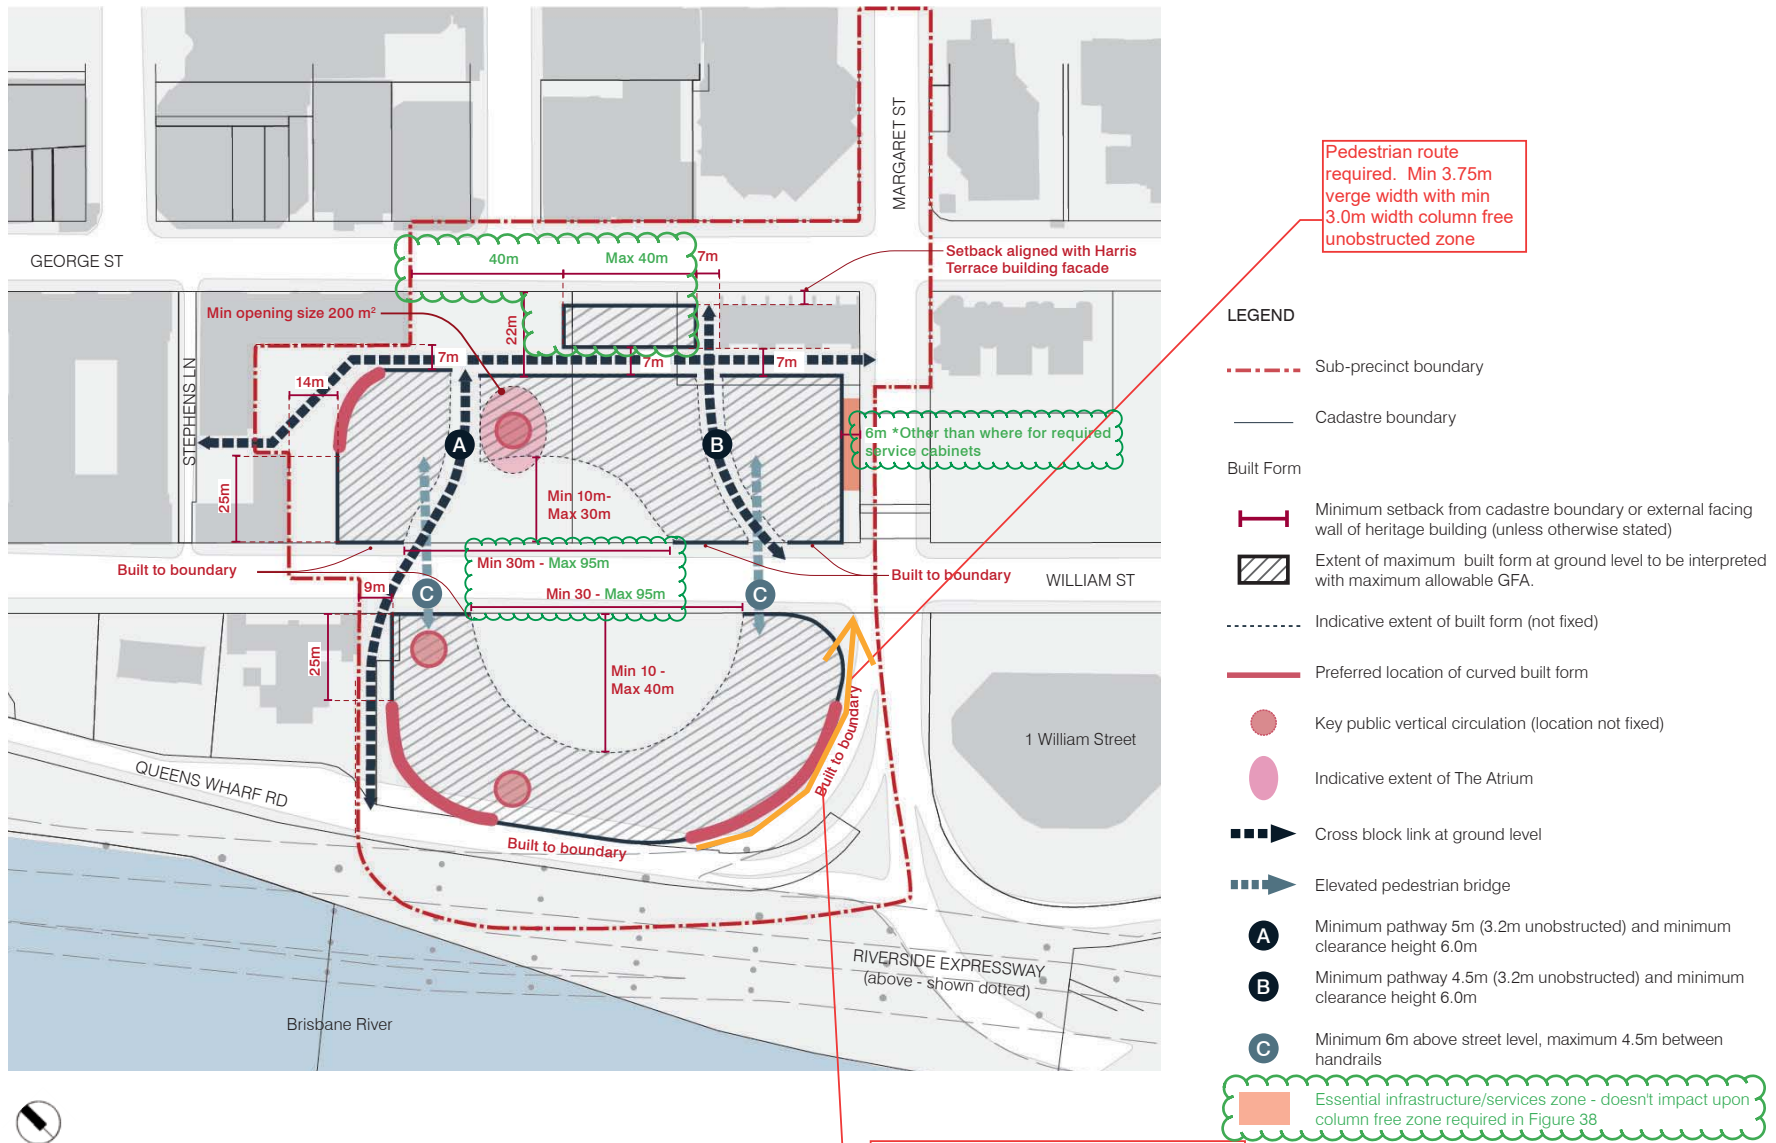 MARGARET ST
Pedestrian route
required. Min 3.75m
verge width with min
3.0m width column free
unobstructed zone
GEORGE ST
40m
Max 40m
7m
Setback aligned with Harris
Terrace building facade
Min opening size 200 m²
22m
7m
7m
7m
14m
STEPHENS LN
A
B
6m *Other than where for required
service cabinets
25m
Min 10m-
Max 30m
Built to boundary
Min 30m - Max 95m
Built to boundary
WILLIAM ST
9m
C
Min 30 - Max 95m
C
25m
Min 10 -
Max 40m
Built to boundary
1 William Street
QUEENS WHARF RD
Built to boundary
RIVERSIDE EXPRESSWAY
(above - shown dotted)
Brisbane River
LEGEND
Sub-precinct boundary
Cadastre boundary
Built Form
Minimum setback from cadastre boundary or external facing
wall of heritage building (unless otherwise stated)
Extent of maximum built form at ground level to be interpreted
with maximum allowable GFA.
Indicative extent of built form (not fixed)
Preferred location of curved built form
Key public vertical circulation (location not fixed)
Indicative extent of The Atrium
Cross block link at ground level
Elevated pedestrian bridge
A
Minimum pathway 5m (3.2m unobstructed) and minimum
clearance height 6.0m
B
Minimum pathway 4.5m (3.2m unobstructed) and minimum
clearance height 6.0m
C
Minimum 6m above street level, maximum 4.5m between
handrails
Essential infrastructure/services zone - doesn't impact upon
column free zone required in Figure 38